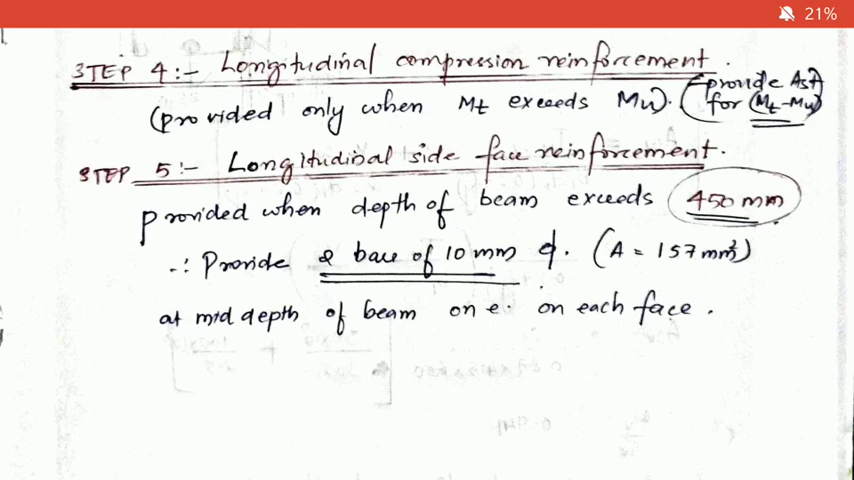 21%
STEP 4:- Longitudinal compression reinforcement.
(provided only when Mt exceeds Mu). (provide Ast
for (Mt-Mu)
STEP 5:- Longitudinal side face reinforcement.
provided when depth of beam exceeds 450 mm
∴ Provide 2 bars of 10 mm ϕ. (A = 157 mm²)
at mid depth of beam on e. on each face.